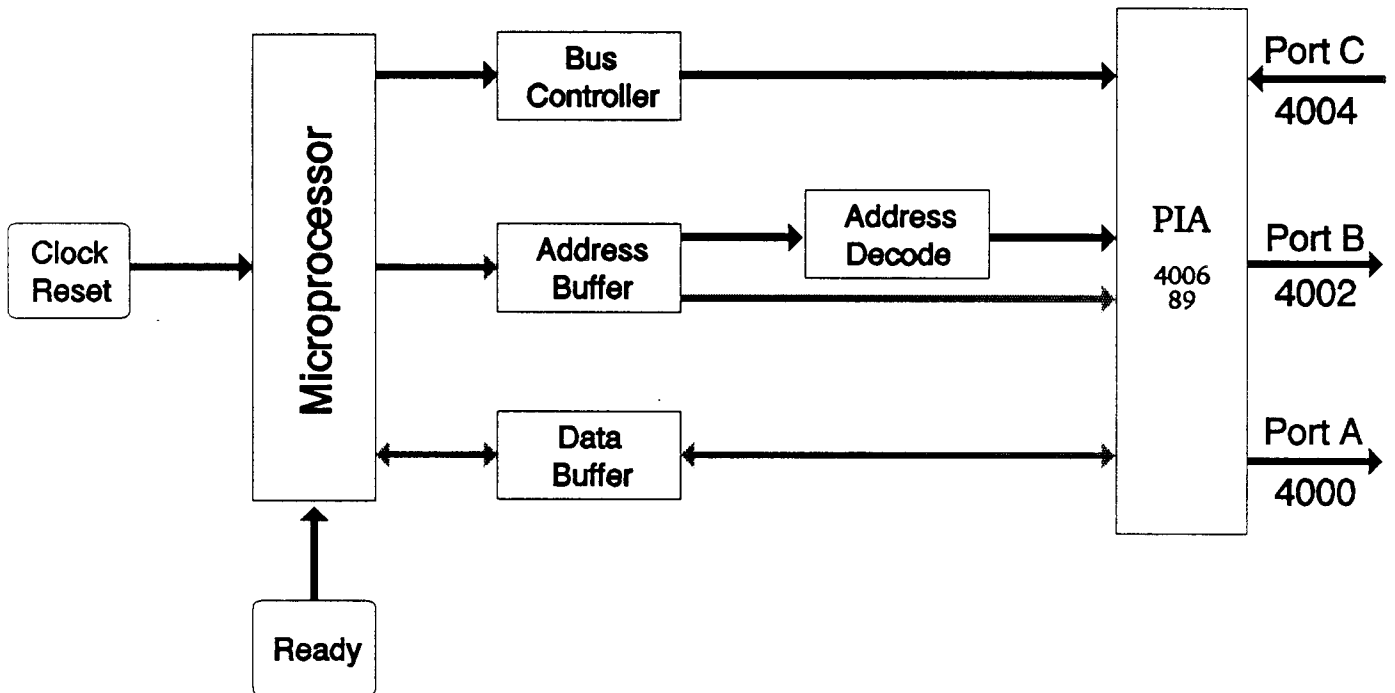 Bus
Controller
Port C
4004
Microprocessor
Clock
Reset
Address
Buffer
Address
Decode
PIA
4006
89
Port B
4002
Data
Buffer
Port A
4000
Ready